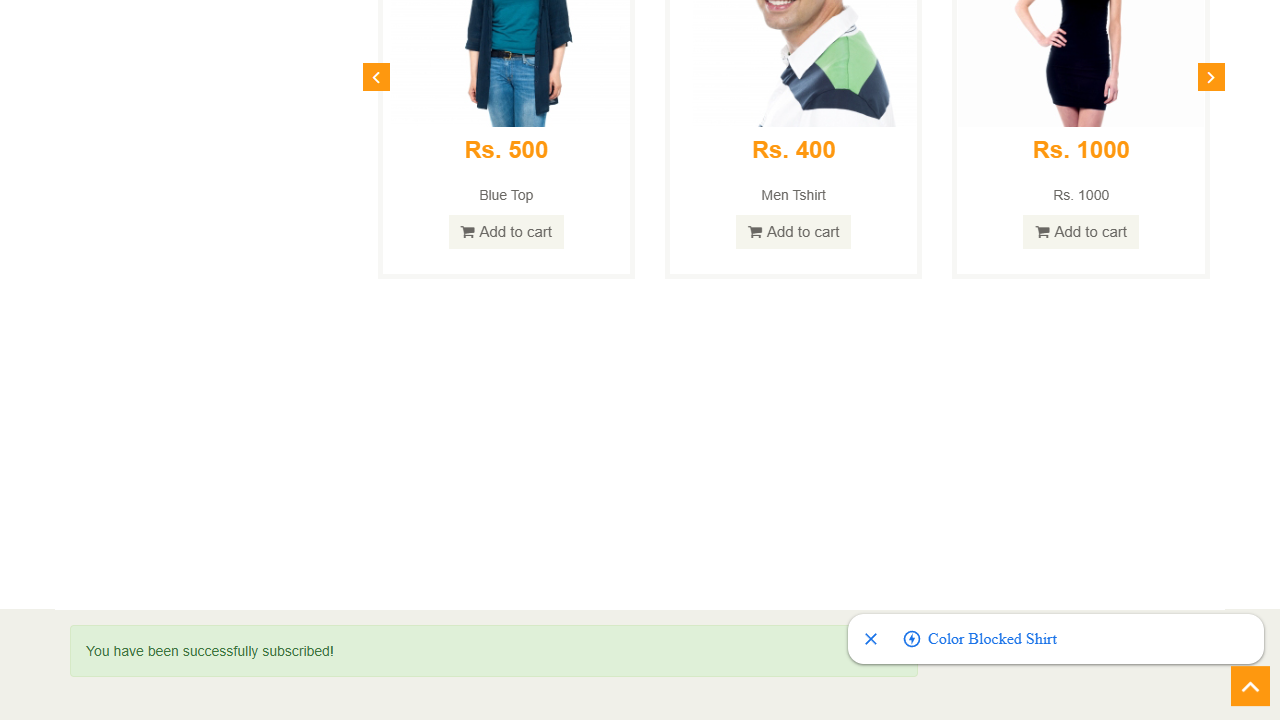 Rs. 500
Rs. 400
Rs. 1000
Blue Top
Men Tshirt
Rs. 1000
Add to cart
Add to cart
Add to cart
You have been successfully subscribed!
Color Blocked Shirt